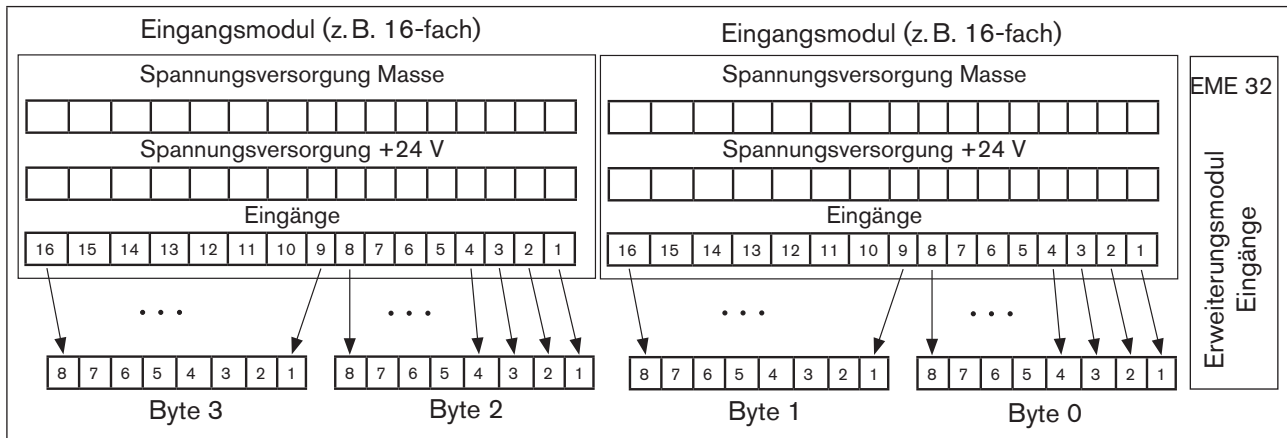 Eingangsmodul (z. B. 16-fach)
Spannungsversorgung Masse
Spannungsversorgung +24 V
Eingänge
16 15 14 13 12 11 10 9 8 7 6 5 4 3 2 1
. . .
. . .
8 7 6 5 4 3 2 1
8 7 6 5 4 3 2 1
Byte 3
Byte 2
Eingangsmodul (z. B. 16-fach)
Spannungsversorgung Masse
Spannungsversorgung +24 V
Eingänge
16 15 14 13 12 11 10 9 8 7 6 5 4 3 2 1
. . .
. . .
8 7 6 5 4 3 2 1
8 7 6 5 4 3 2 1
Byte 1
Byte 0
EME 32
Erweiterungsmodul
Eingänge